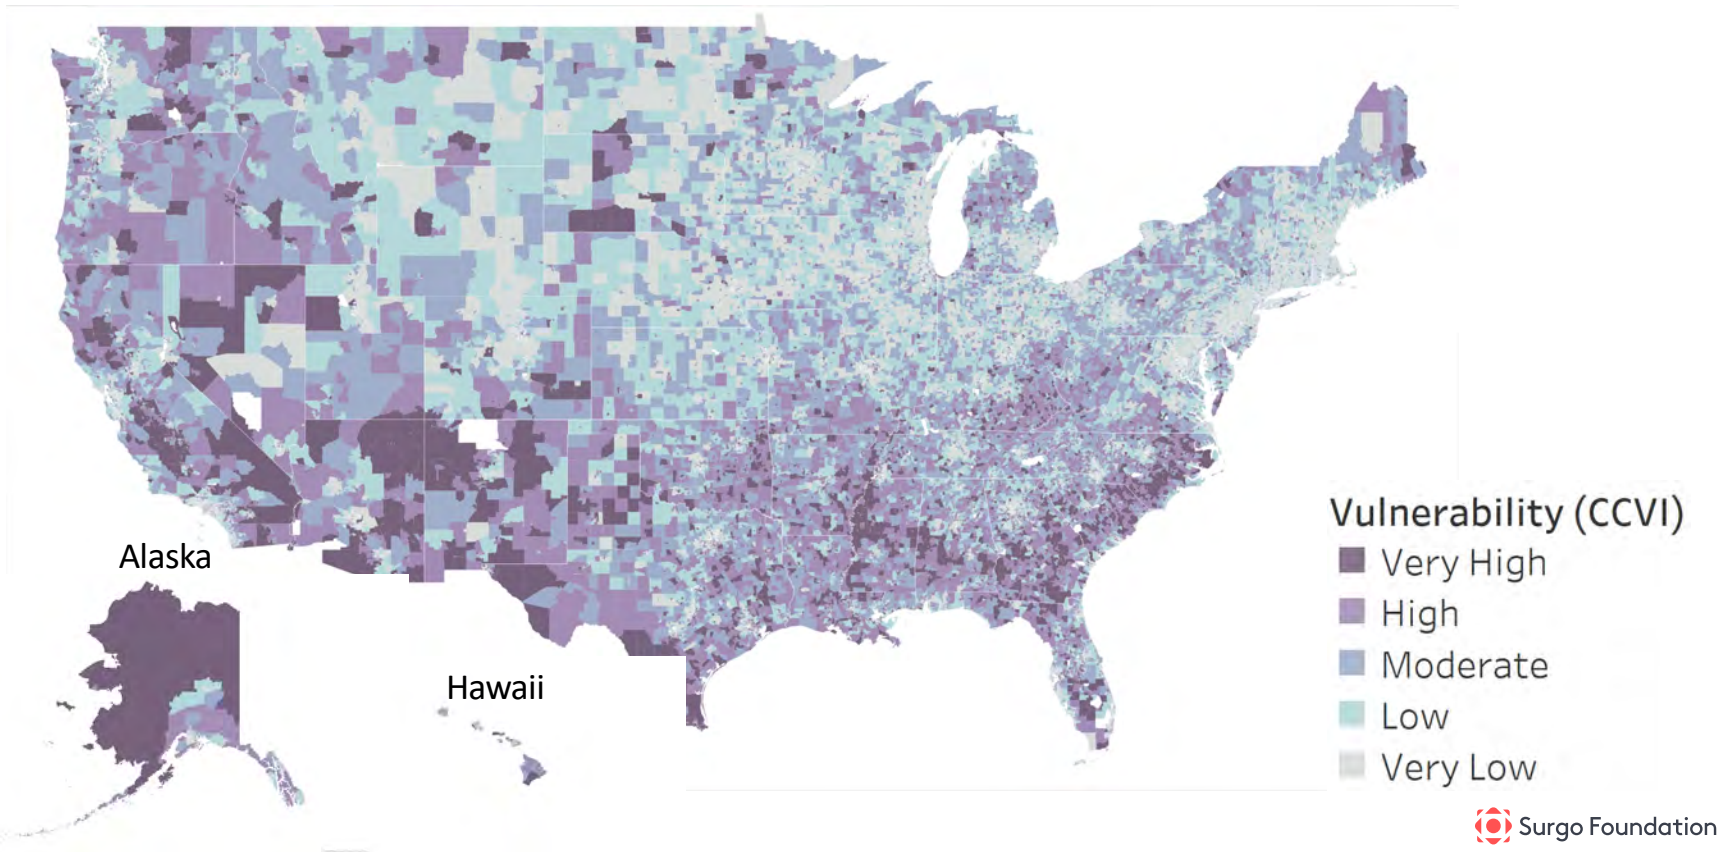 Alaska
Hawaii
Vulnerability (CCVI)
Very High
High
Moderate
Low
Very Low
Surgo Foundation